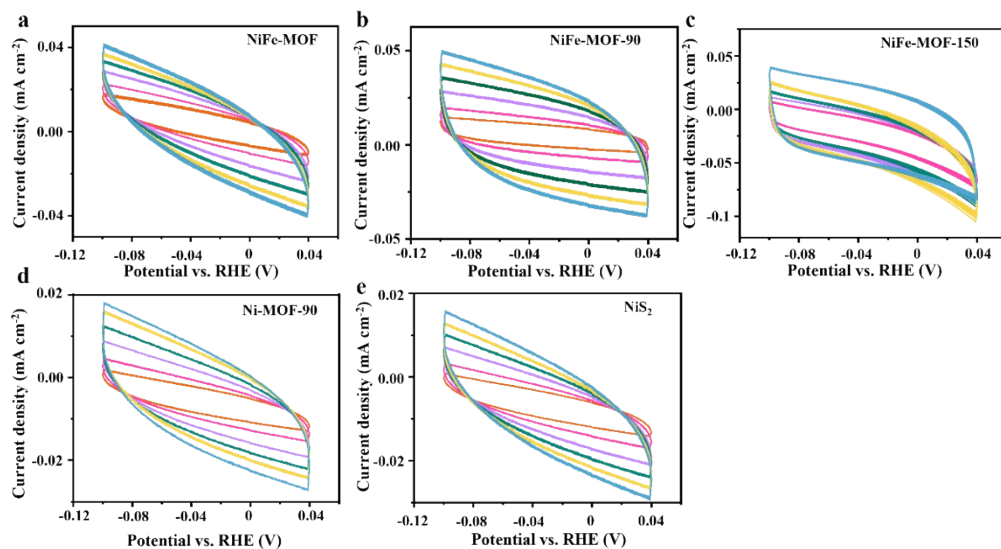 a
NiFe-MOF
Current density (mA cm⁻²)
0.04
0.00
-0.04
-0.12 -0.08 -0.04 0 0.04
Potential vs. RHE (V)
b
NiFe-MOF-90
Current density (mA cm⁻²)
0.05
0.00
-0.05
-0.12 -0.08 -0.04 0 0.04
Potential vs. RHE (V)
c
NiFe-MOF-150
Current density (mA cm⁻²)
0.05
0.00
-0.05
-0.1
-0.12 -0.08 -0.04 0 0.04
Potential vs. RHE (V)
d
Ni-MOF-90
Current density (mA cm⁻²)
0.02
0.00
-0.02
-0.12 -0.08 -0.04 0 0.04
Potential vs. RHE (V)
e
NiS₂
Current density (mA cm⁻²)
0.02
0.00
-0.02
-0.12 -0.08 -0.04 0 0.04
Potential vs. RHE (V)